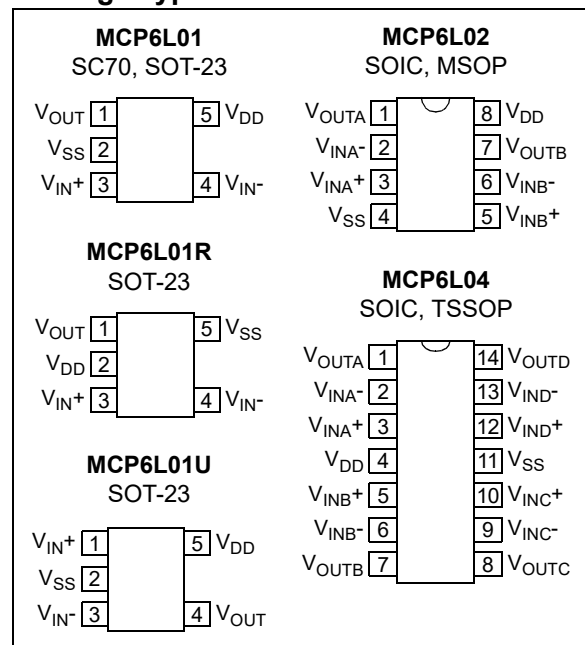 MCP6L01
SC70, SOT-23
VOUT 1 5 VDD
VSS 2
VIN+ 3 4 VIN-
MCP6L01R
SOT-23
VOUT 1 5 VSS
VDD 2
VIN+ 3 4 VIN-
MCP6L01U
SOT-23
VIN+ 1 5 VDD
VSS 2
VIN- 3 4 VOUT
MCP6L02
SOIC, MSOP
VOUTA 1 8 VDD
VINA- 2 7 VOUTB
VINA+ 3 6 VINB-
VSS 4 5 VINB+
MCP6L04
SOIC, TSSOP
VOUTA 1 14 VOUTD
VINA- 2 13 VIND-
VINA+ 3 12 VIND+
VDD 4 11 VSS
VINB+ 5 10 VINC+
VINB- 6 9 VINC-
VOUTB 7 8 VOUTC